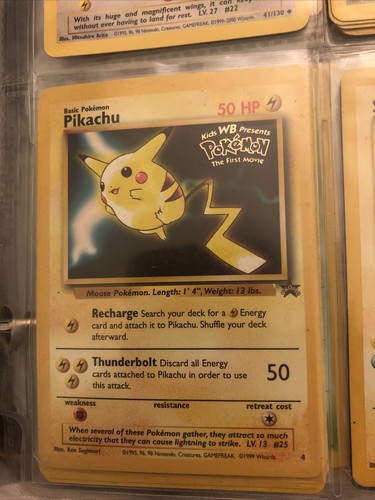 With its huge and magnificent wings, it can keep
without ever having to land for rest. LV. 27 #22
Illus. Mitsuhiro Arita ©1995, 96, 98 Nintendo, Creatures, GAMEFREAK. ©1999-2000 Wizards. 41/130
Basic Pokémon
Pikachu
50 HP
Kids WB Presents
POKéMON
The First Movie
Mouse Pokémon. Length: 1' 4", Weight: 13 lbs.
Recharge Search your deck for a Energy
card and attach it to Pikachu. Shuffle your deck
afterward.
Thunderbolt Discard all Energy
cards attached to Pikachu in order to use
this attack.
50
weakness resistance retreat cost
When several of these Pokémon gather, they attract so much
electricity that they can cause lightning to strike. LV. 13 #25
Illus. Ken Sugimori ©1995, 96, 98 Nintendo, Creatures, GAMEFREAK. ©1999 Wizards. 4